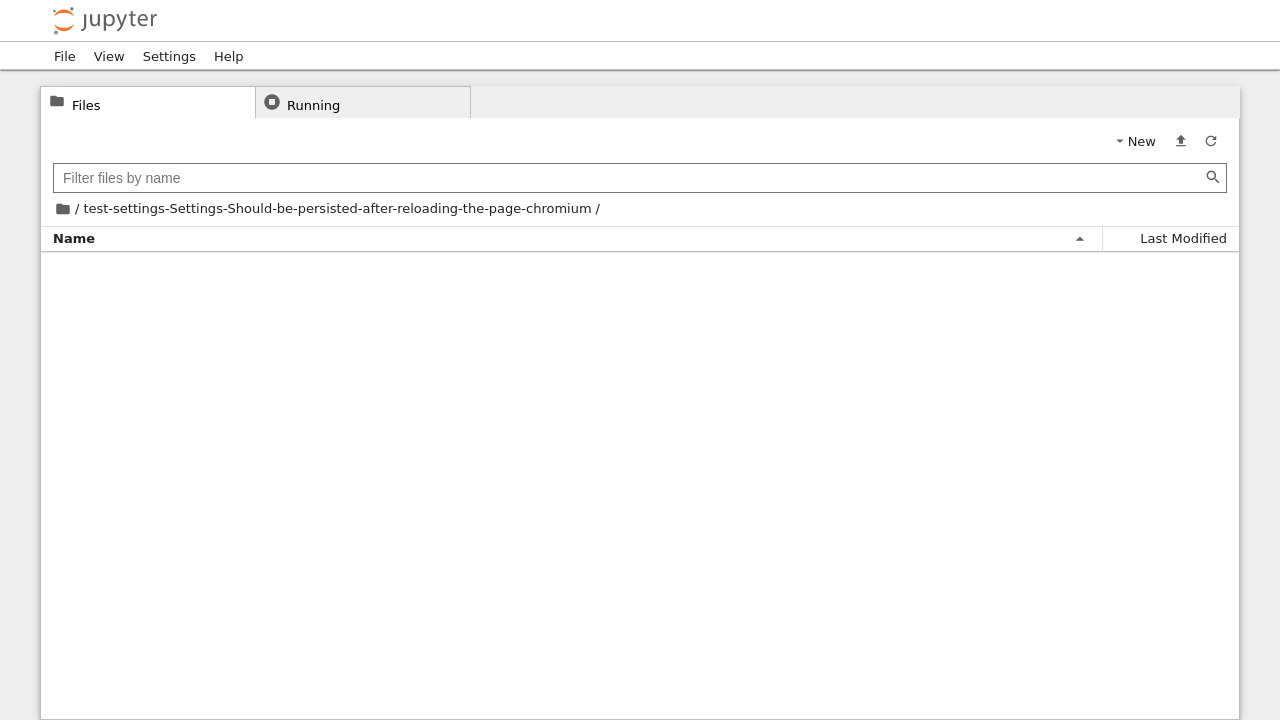 jupyter
File View Settings Help
Files Running
New
Filter files by name
/ test-settings-Settings-Should-be-persisted-after-reloading-the-page-chromium /
Name Last Modified